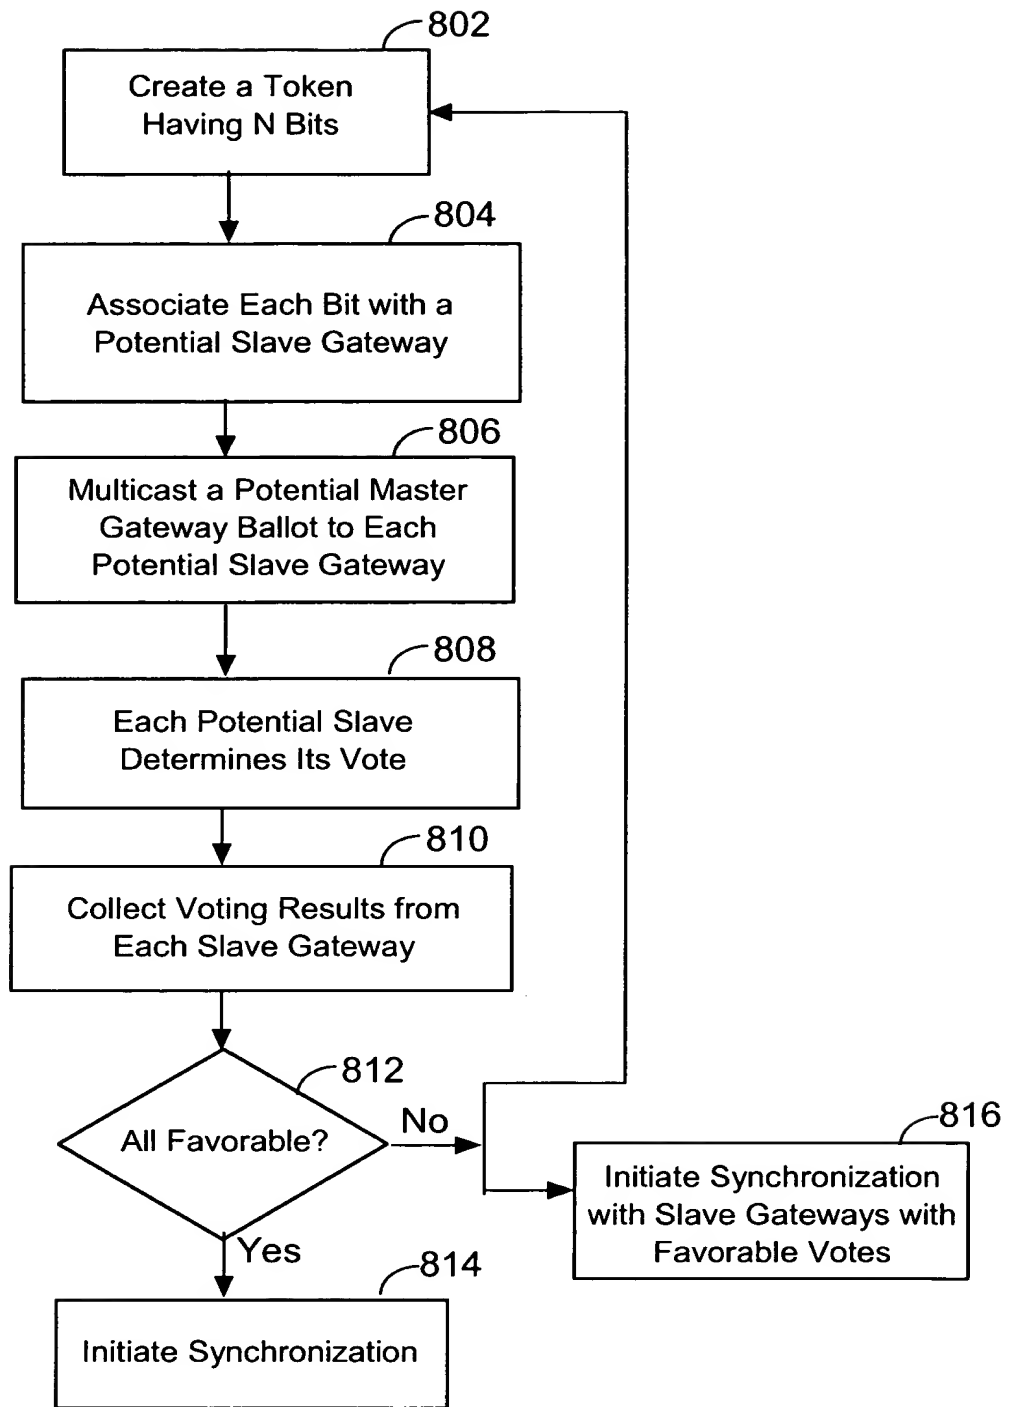 802
Create a Token
Having N Bits
804
Associate Each Bit with a
Potential Slave Gateway
806
Multicast a Potential Master
Gateway Ballot to Each
Potential Slave Gateway
808
Each Potential Slave
Determines Its Vote
810
Collect Voting Results from
Each Slave Gateway
812
All Favorable?
No
816
Initiate Synchronization
with Slave Gateways with
Favorable Votes
Yes
814
Initiate Synchronization